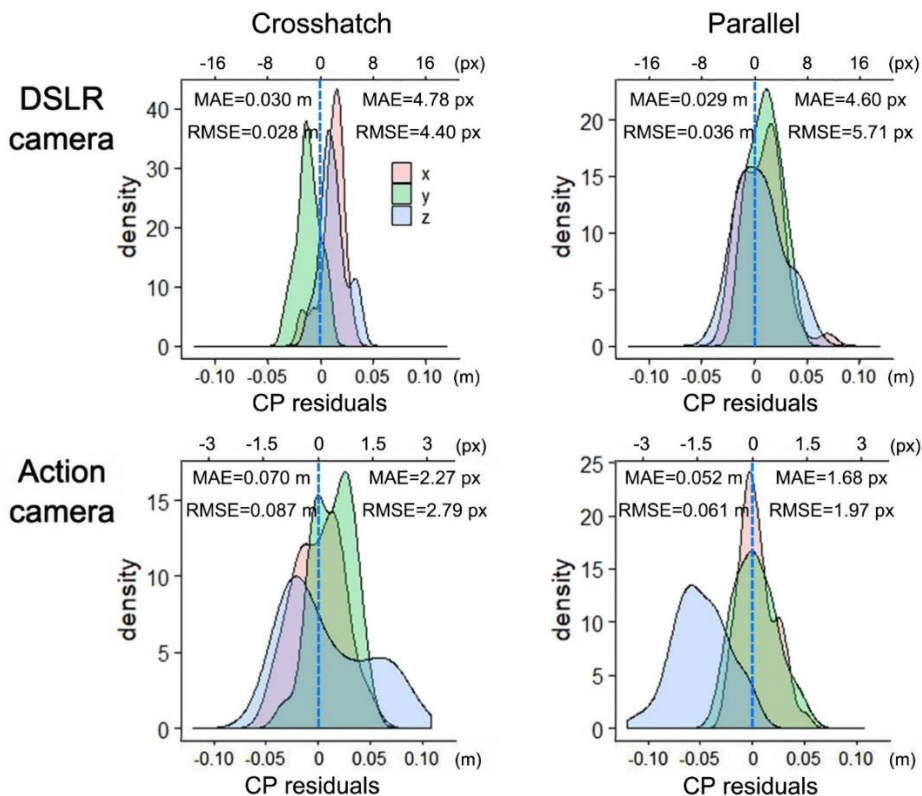 Crosshatch
Parallel
DSLR
camera
-16 -8 0 8 16 (px)
MAE=0.030 m MAE=4.78 px
RMSE=0.028 m RMSE=4.40 px
x
y
z
density
40
30
20
10
0
-0.10 -0.05 0 0.05 0.10 (m)
CP residuals
-16 -8 0 8 16 (px)
MAE=0.029 m MAE=4.60 px
RMSE=0.036 m RMSE=5.71 px
density
20
15
10
5
0
-0.10 -0.05 0 0.05 0.10 (m)
CP residuals
Action
camera
-3 -1.5 0 1.5 3 (px)
MAE=0.070 m MAE=2.27 px
RMSE=0.087 m RMSE=2.79 px
density
15
10
5
0
-0.10 -0.05 0 0.05 0.10 (m)
CP residuals
-3 -1.5 0 1.5 3 (px)
MAE=0.052 m MAE=1.68 px
RMSE=0.061 m RMSE=1.97 px
density
25
20
15
10
5
0
-0.10 -0.05 0 0.05 0.10 (m)
CP residuals